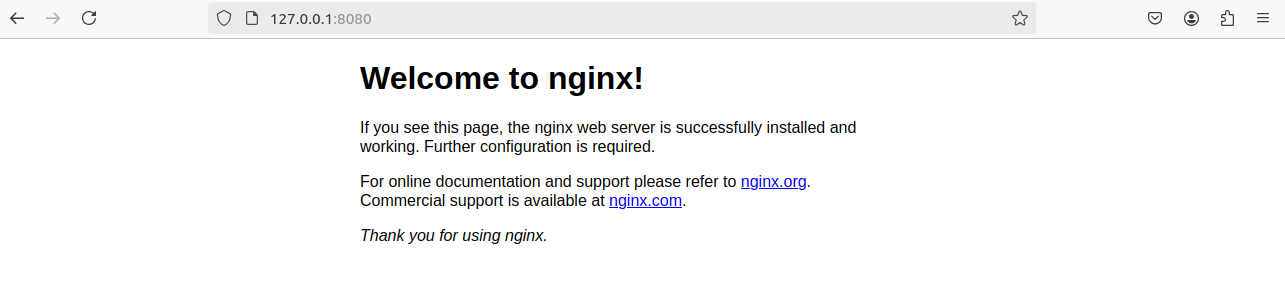 127.0.0.1:8080
Welcome to nginx!
If you see this page, the nginx web server is successfully installed and
working. Further configuration is required.
For online documentation and support please refer to nginx.org.
Commercial support is available at nginx.com.
Thank you for using nginx.